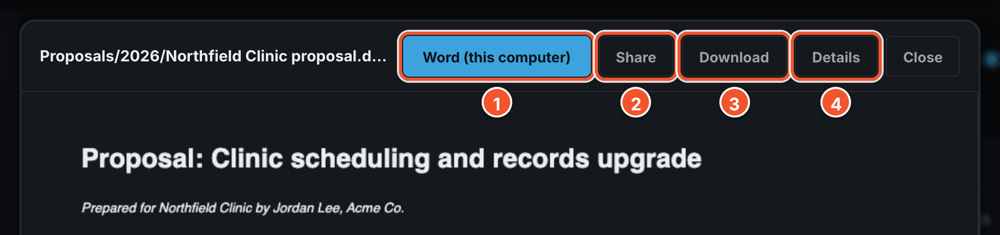 Proposals/2026/Northfield Clinic proposal.d... Word (this computer) Share Download Details Close
1 2 3 4
Proposal: Clinic scheduling and records upgrade
Prepared for Northfield Clinic by Jordan Lee, Acme Co.